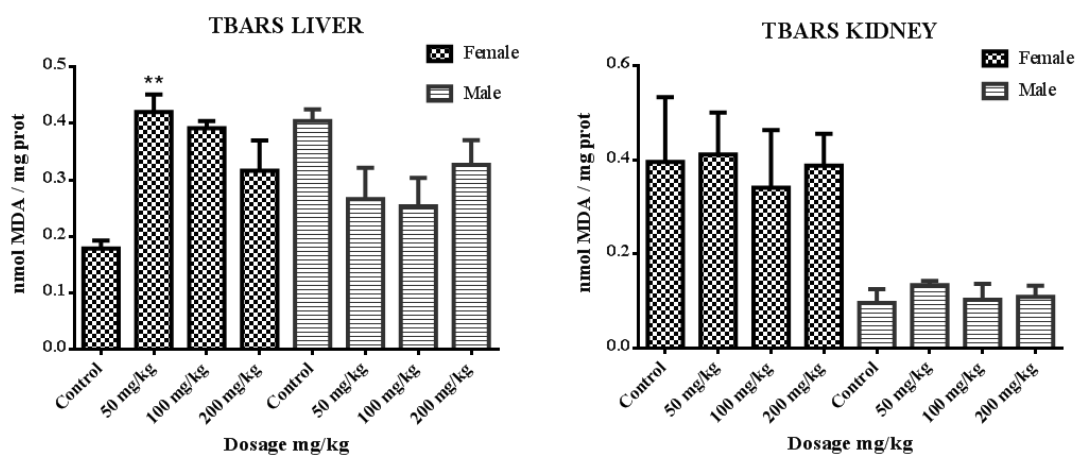 TBARS LIVER
Female
Male
**
0.5
0.4
0.3
0.2
0.1
0.0
nmol MDA / mg prot
Control
50 mg/kg
100 mg/kg
200 mg/kg
Control
50 mg/kg
100 mg/kg
200 mg/kg
Dosage mg/kg
TBARS KIDNEY
Female
Male
0.6
0.4
0.2
0.0
nmol MDA / mg prot
Control
50 mg/kg
100 mg/kg
200 mg/kg
Control
50 mg/kg
100 mg/kg
200 mg/kg
Dosage mg/kg